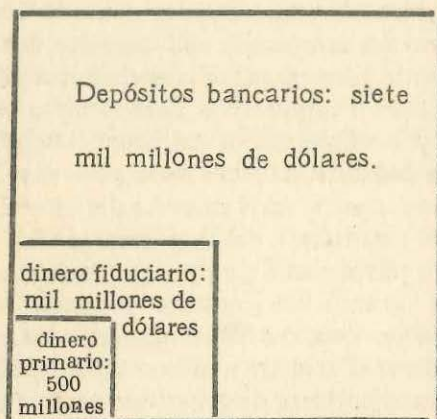 Depósitos bancarios: siete
mil millones de dólares.
dinero fiduciario:
mil millones de
dólares
dinero
primario:
500
millones